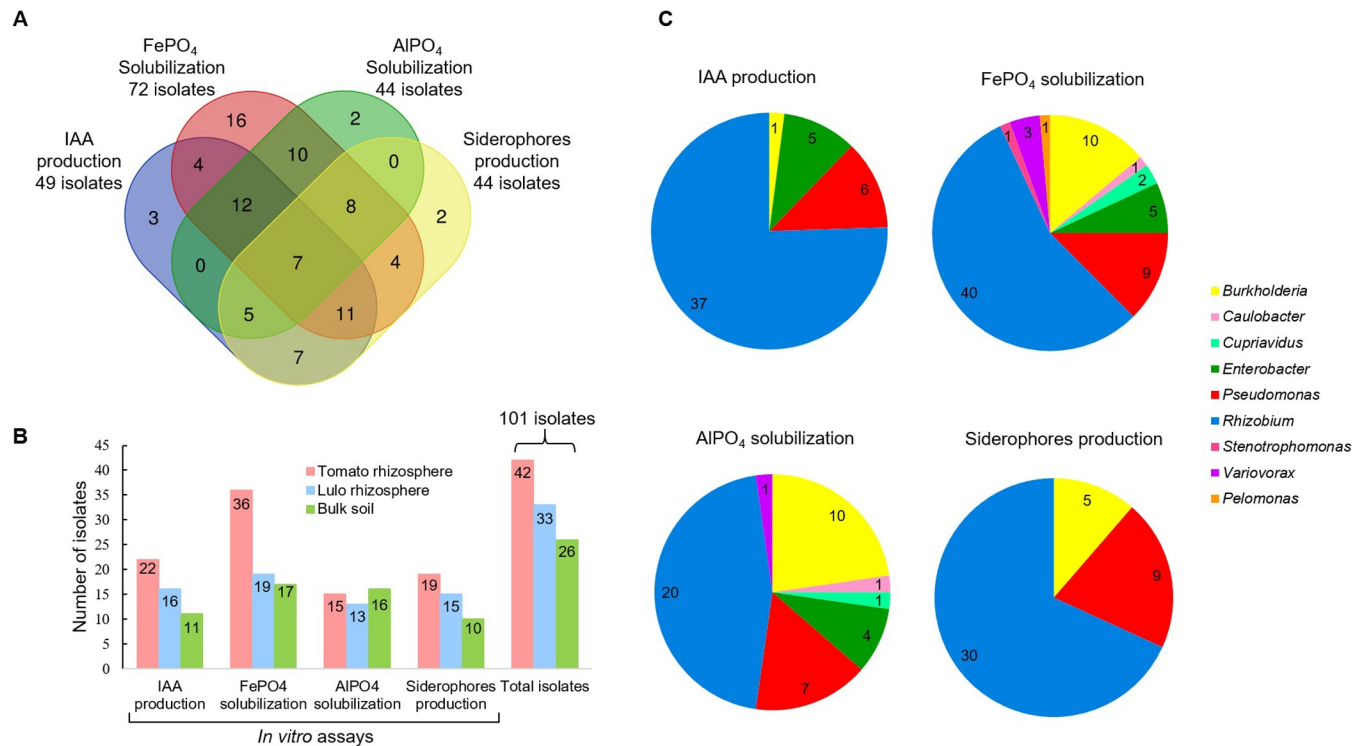 A
FePO4
Solubilization
72 isolates
AlPO4
Solubilization
44 isolates
IAA
production
49 isolates
Siderophores
production
44 isolates
16
2
4
10
0
3
12
8
2
0
7
4
5
11
7
B
101 isolates
Number of isolates
45
40
35
30
25
20
15
10
5
0
Tomato rhizosphere
Lulo rhizosphere
Bulk soil
22
16
11
36
19
17
15
13
16
19
15
10
42
33
26
IAA
production
FePO4
solubilization
AlPO4
solubilization
Siderophores
production
Total isolates
In vitro assays
C
IAA production
1
5
6
37
FePO4 solubilization
1
3
1
10
1
2
5
9
40
AlPO4 solubilization
1
10
1
1
4
7
20
Siderophores production
5
9
30
Burkholderia
Caulobacter
Cupriavidus
Enterobacter
Pseudomonas
Rhizobium
Stenotrophomonas
Variovorax
Pelomonas